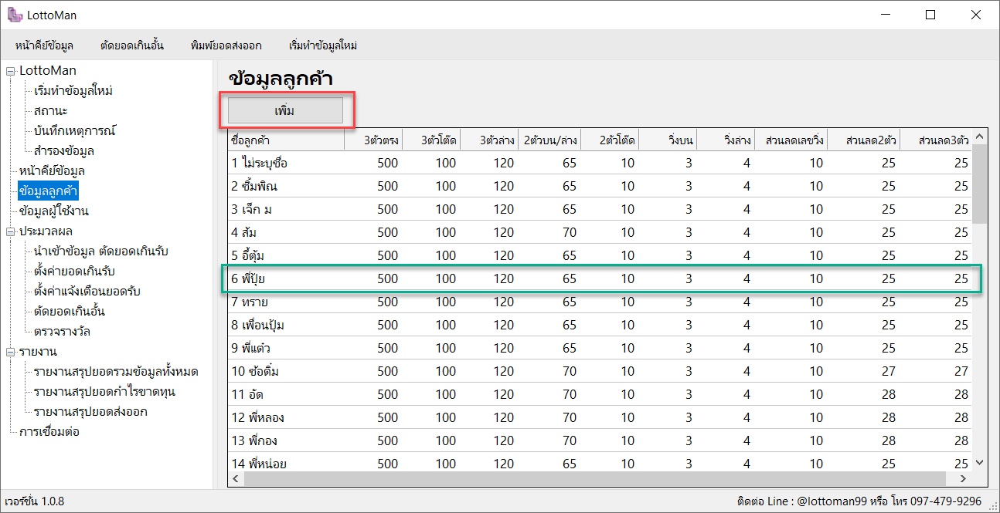 LottoMan
หน้าคีย์ข้อมูล ตัดยอดเกินอั้น พิมพ์ยอดส่งออก เริ่มทำข้อมูลใหม่
LottoMan
เริ่มทำข้อมูลใหม่
สถานะ
บันทึกเหตุการณ์
สำรองข้อมูล
หน้าคีย์ข้อมูล
ข้อมูลลูกค้า
ข้อมูลผู้ใช้งาน
ประมวลผล
นำเข้าข้อมูล ตัดยอดเกินรับ
ตั้งค่ายอดเกินรับ
ตั้งค่าแจ้งเตือนยอดรับ
ตัดยอดเกินอั้น
ตรวจรางวัล
รายงาน
รายงานสรุปยอดรวมข้อมูลทั้งหมด
รายงานสรุปยอดกำไรขาดทุน
รายงานสรุปยอดส่งออก
การเชื่อมต่อ
ข้อมูลลูกค้า
เพิ่ม
ชื่อลูกค้า 3ตัวตรง 3ตัวโต๊ด 3ตัวล่าง 2ตัวบน/ล่าง 2ตัวโต๊ด วิ่งบน วิ่งล่าง ส่วนลดเลขวิ่ง ส่วนลด2ตัว ส่วนลด3ตัว
1 ไม่ระบุชื่อ 500 100 120 65 10 3 4 10 25 25
2 ซิ้มพิณ 500 100 120 65 10 3 4 10 25 25
3 เจ็ก ม 500 100 120 65 10 3 4 10 25 25
4 ส้ม 500 100 120 70 10 3 4 10 25 25
5 อี้ตุ้ม 500 100 120 65 10 3 4 10 25 25
6 พี่ปุ้ย 500 100 120 65 10 3 4 10 25 25
7 ทราย 500 100 120 65 10 3 4 10 25 25
8 เพื่อนปุ้ม 500 100 120 65 10 3 4 10 25 25
9 พี่แต๋ว 500 100 120 65 10 3 4 10 25 25
10 ซ้อติ๋ม 500 100 120 70 10 3 4 10 27 27
11 อัด 500 100 120 70 10 3 4 10 28 28
12 พี่หลอง 500 100 120 70 10 3 4 10 28 28
13 พี่กอง 500 100 120 70 10 3 4 10 28 28
14 พี่หน่อย 500 100 120 65 10 3 4 10 25 25
เวอร์ชั่น 1.0.8
ติดต่อ Line : @lottoman99 หรือ โทร 097-479-9296